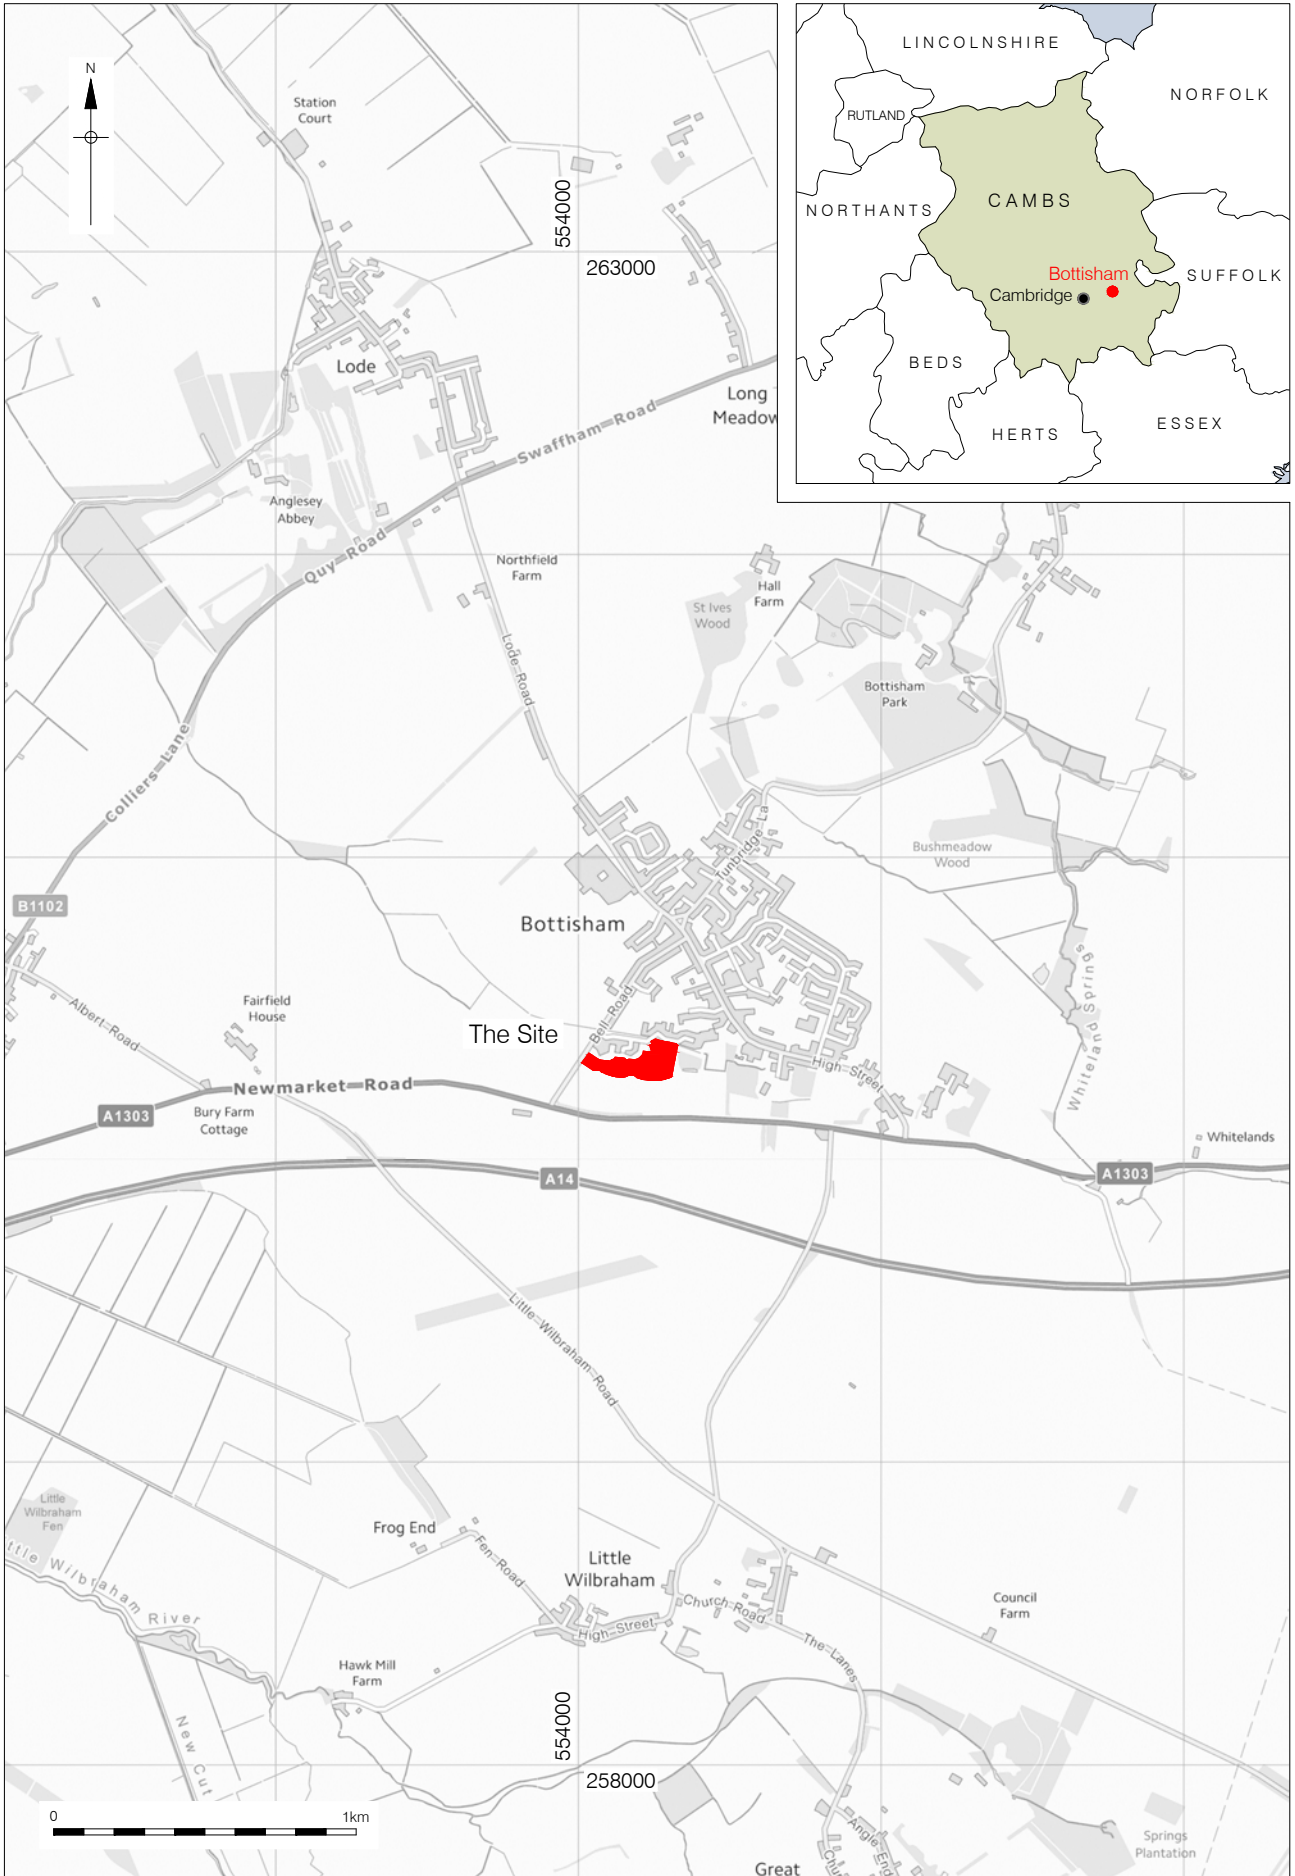 N
Station
Court
554000
263000
Lode
Long
Meadow
Swaffham Road
Anglesey
Abbey
Quy Road
Northfield
Farm
Lode Road
Hall
Farm
St Ives
Wood
Bottisham
Park
Colliers Lane
Tunbridge La
Bushmeadow
Wood
B1102
Bottisham
Albert Road
Fairfield
House
Bell Road
The Site
Whiteland Springs
High Street
Newmarket Road
A1303
Bury Farm
Cottage
Whitelands
A14
A1303
Little Wilbraham Road
Little
Wilbraham
Fen
Frog End
Fen Road
Little
Wilbraham
ttle Wilbraham River
Church Road
High Street
Council
Farm
The Lanes
Hawk Mill
Farm
New Cut
554000
258000
0 1km
Angle End
Springs
Plantation
Great
LINCOLNSHIRE
NORFOLK
RUTLAND
CAMBS
NORTHANTS
Bottisham
SUFFOLK
Cambridge
BEDS
HERTS
ESSEX